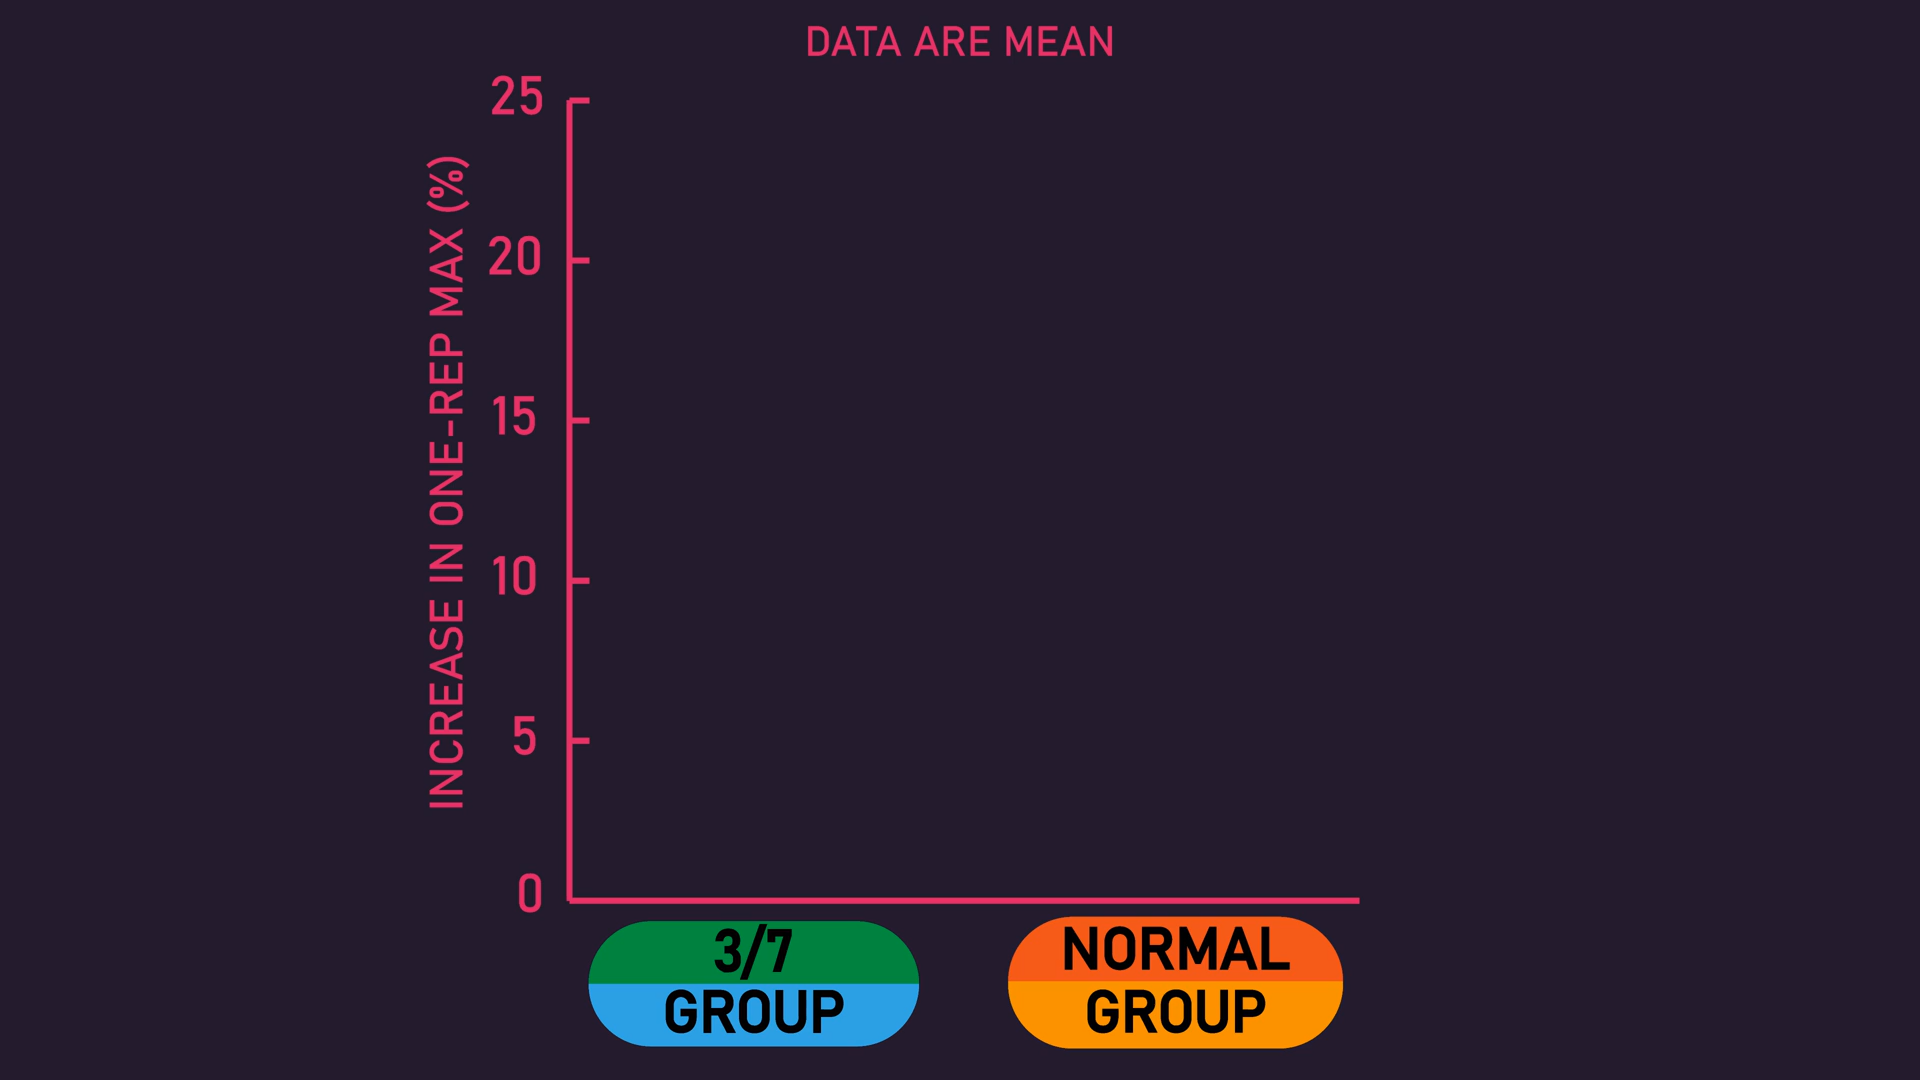 DATA ARE MEAN
INCREASE IN ONE-REP MAX (%)
25
20
15
10
5
0
3/7
GROUP
NORMAL
GROUP